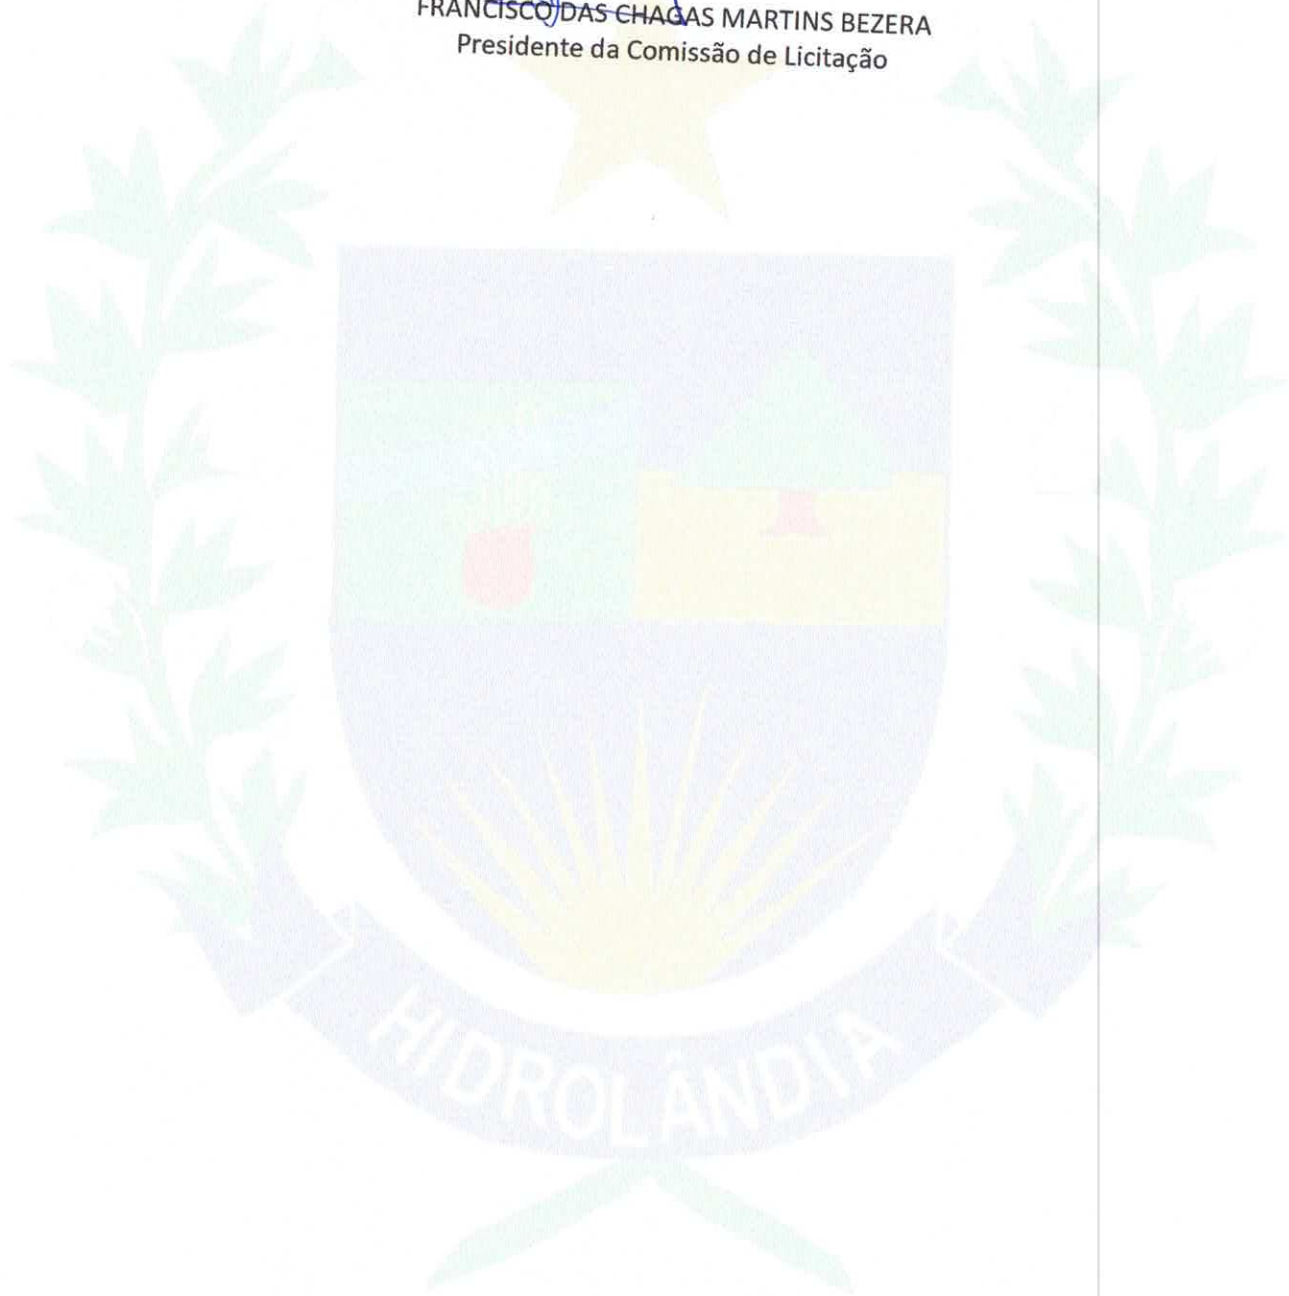 FRANCISCO DAS CHAGAS MARTINS BEZERA
Presidente da Comissão de Licitação
HIDROLÂNDIA